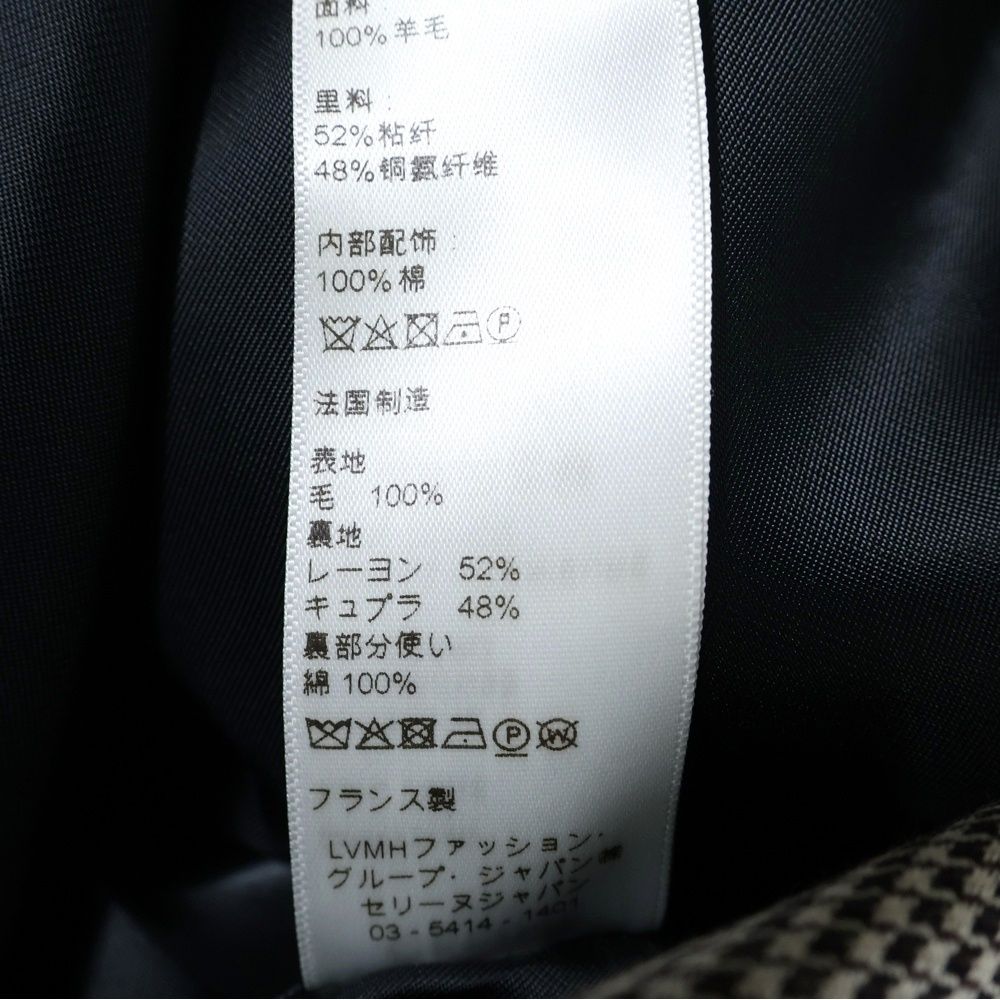 面料:
100%羊毛
里料:
52%粘纤
48%铜氨纤维
内部配饰:
100%棉
P
法国制造
表地
毛 100%
裏地
レーヨン 52%
キュプラ 48%
裏部分使い
綿 100%
P W
フランス製
LVMHファッション・
グループ・ジャパン㈱
セリーヌジャパン
03-5414-1401